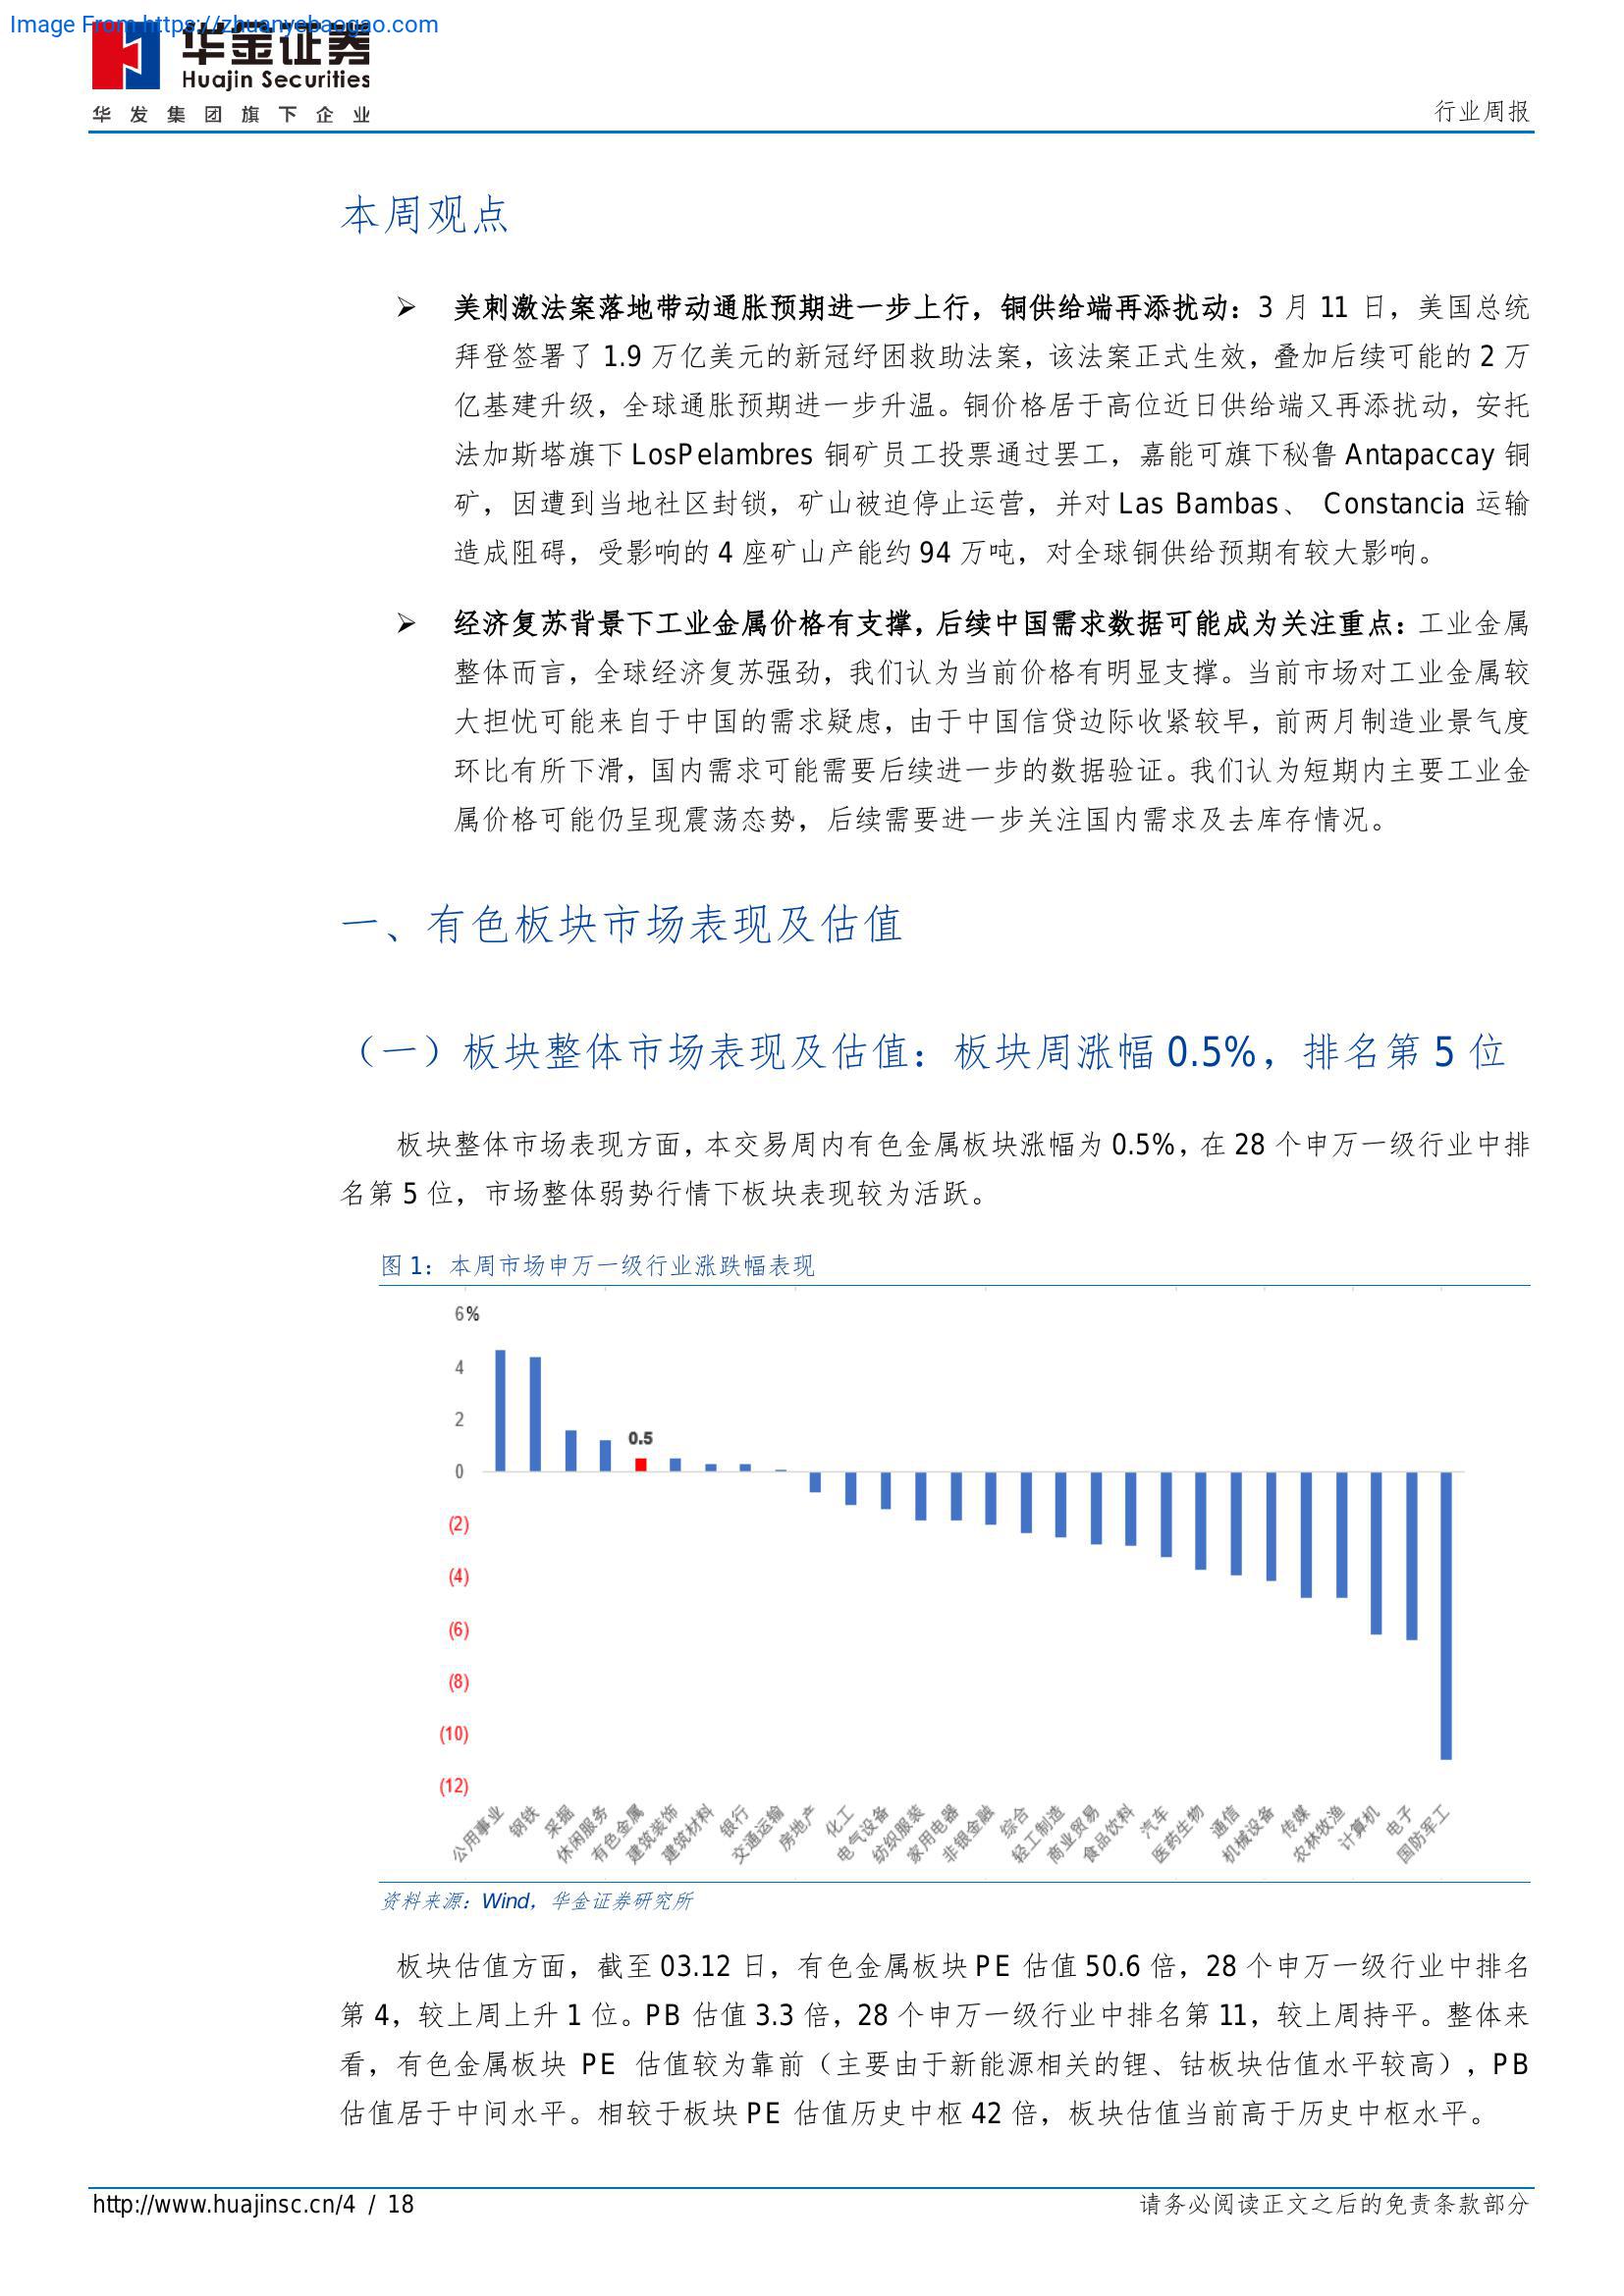 Image From https://zhuanyebaogao.com
华金证券
Huajin Securities
华发集团旗下企业
行业周报
本周观点
➢ 美刺激法案落地带动通胀预期进一步上行，铜供给端再添扰动：3 月 11 日，美国总统
拜登签署了 1.9 万亿美元的新冠纾困救助法案，该法案正式生效，叠加后续可能的 2 万
亿基建升级，全球通胀预期进一步升温。铜价格居于高位近日供给端又再添扰动，安托
法加斯塔旗下 LosPelambres 铜矿员工投票通过罢工，嘉能可旗下秘鲁 Antapaccay 铜
矿，因遭到当地社区封锁，矿山被迫停止运营，并对 Las Bambas、 Constancia 运输
造成阻碍，受影响的 4 座矿山产能约 94 万吨，对全球铜供给预期有较大影响。
➢ 经济复苏背景下工业金属价格有支撑，后续中国需求数据可能成为关注重点：工业金属
整体而言，全球经济复苏强劲，我们认为当前价格有明显支撑。当前市场对工业金属较
大担忧可能来自于中国的需求疑虑，由于中国信贷边际收紧较早，前两月制造业景气度
环比有所下滑，国内需求可能需要后续进一步的数据验证。我们认为短期内主要工业金
属价格可能仍呈现震荡态势，后续需要进一步关注国内需求及去库存情况。
一、有色板块市场表现及估值
（一）板块整体市场表现及估值：板块周涨幅 0.5%，排名第 5 位
板块整体市场表现方面，本交易周内有色金属板块涨幅为 0.5%，在 28 个申万一级行业中排
名第 5 位，市场整体弱势行情下板块表现较为活跃。
图 1：本周市场申万一级行业涨跌幅表现
6%
4
2
0
(2)
(4)
(6)
(8)
(10)
(12)
0.5
公用事业
钢铁
采掘
休闲服务
有色金属
建筑装饰
建筑材料
银行
交通运输
房地产
化工
电气设备
纺织服装
家用电器
非银金融
综合
轻工制造
商业贸易
食品饮料
汽车
医药生物
通信
机械设备
传媒
农林牧渔
计算机
电子
国防军工
资料来源：Wind，华金证券研究所
板块估值方面，截至 03.12 日，有色金属板块 PE 估值 50.6 倍，28 个申万一级行业中排名
第 4，较上周上升 1 位。PB 估值 3.3 倍，28 个申万一级行业中排名第 11，较上周持平。整体来
看，有色金属板块 PE 估值较为靠前（主要由于新能源相关的锂、钴板块估值水平较高），PB
估值居于中间水平。相较于板块 PE 估值历史中枢 42 倍，板块估值当前高于历史中枢水平。
http://www.huajinsc.cn/4 / 18
请务必阅读正文之后的免责条款部分